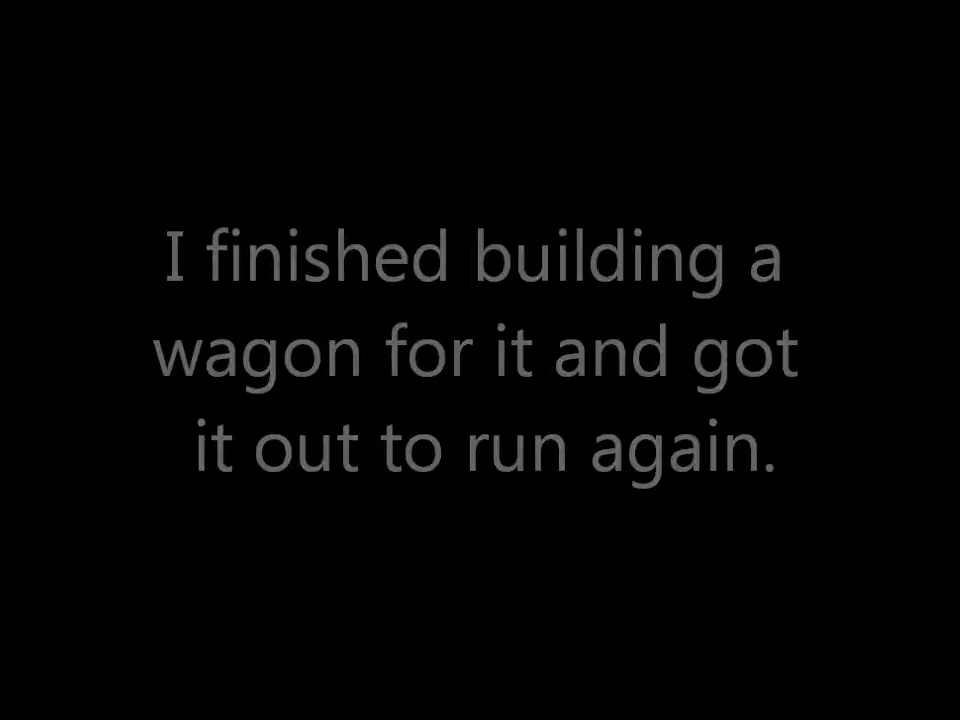 I finished building a
wagon for it and got
it out to run again.